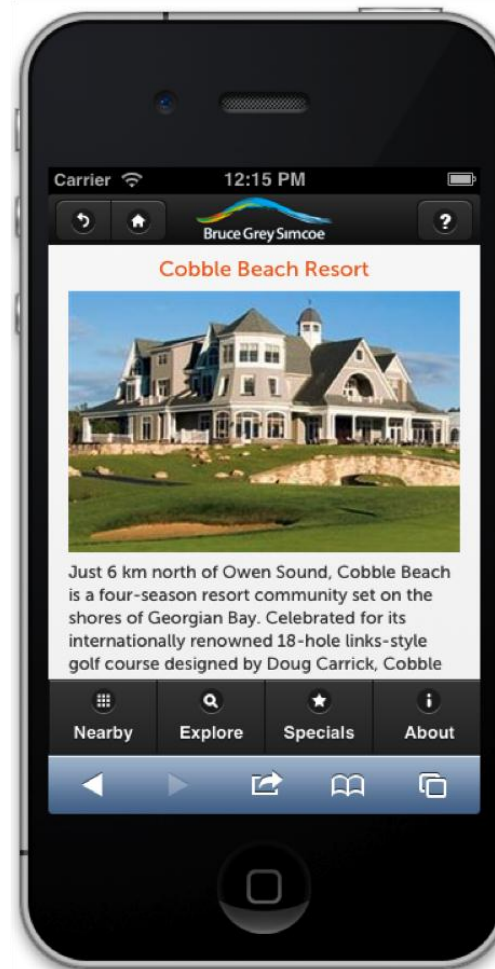 Carrier 12:15 PM
Bruce Grey Simcoe
?
Cobble Beach Resort
Just 6 km north of Owen Sound, Cobble Beach
is a four-season resort community set on the
shores of Georgian Bay. Celebrated for its
internationally renowned 18-hole links-style
golf course designed by Doug Carrick, Cobble
Nearby Explore Specials About